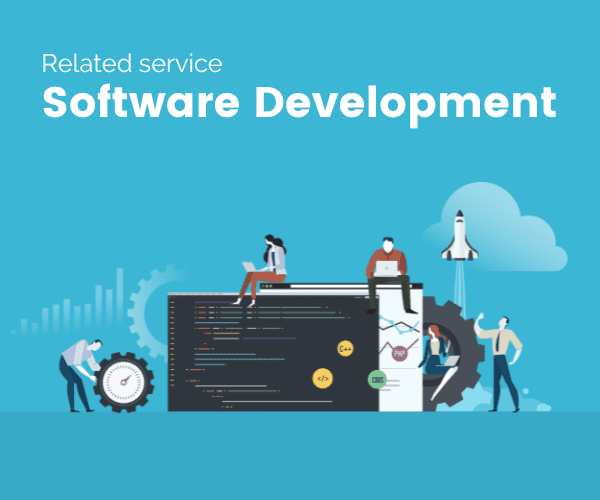 Related service
Software Development
C++
PHP
</>
CMS